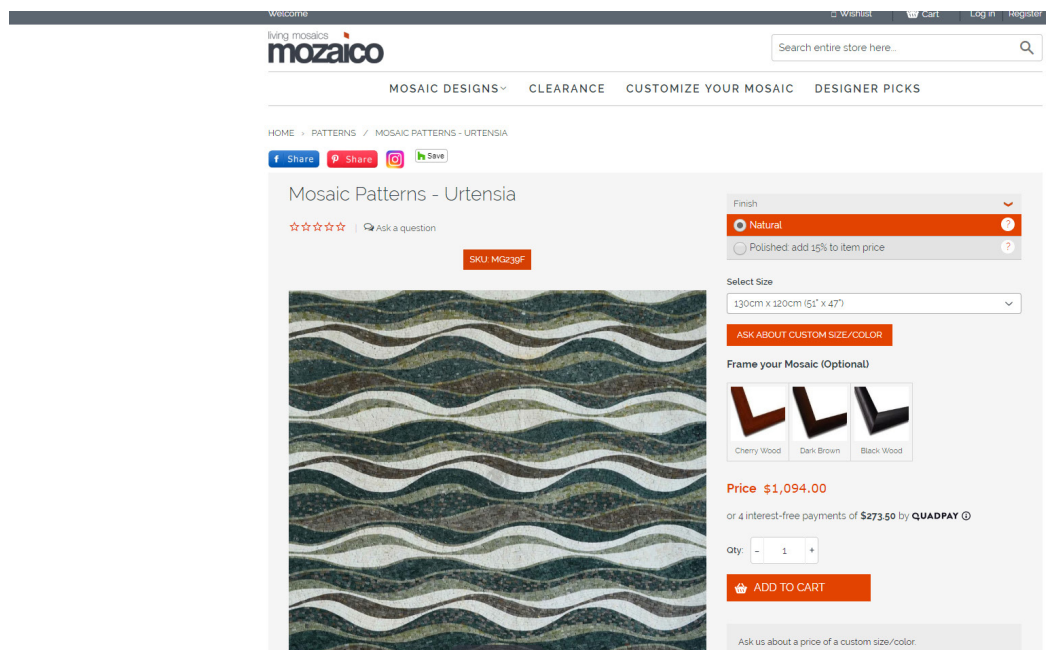 Welcome
Wishlist
Cart
Log in
Register
living mosaics
mozaico
Search entire store here...
MOSAIC DESIGNS
CLEARANCE
CUSTOMIZE YOUR MOSAIC
DESIGNER PICKS
HOME › PATTERNS / MOSAIC PATTERNS - URTENSIA
f Share
Share
Save
Mosaic Patterns - Urtensia
Ask a question
SKU: MG239F
Finish
Natural
?
Polished: add 15% to item price
?
Select Size
130cm x 120cm (51" x 47")
ASK ABOUT CUSTOM SIZE/COLOR
Frame your Mosaic (Optional)
Cherry Wood
Dark Brown
Black Wood
Price $1,094.00
or 4 interest-free payments of $273.50 by QUADPAY
Qty: - 1 +
ADD TO CART
Ask us about a price of a custom size/color.